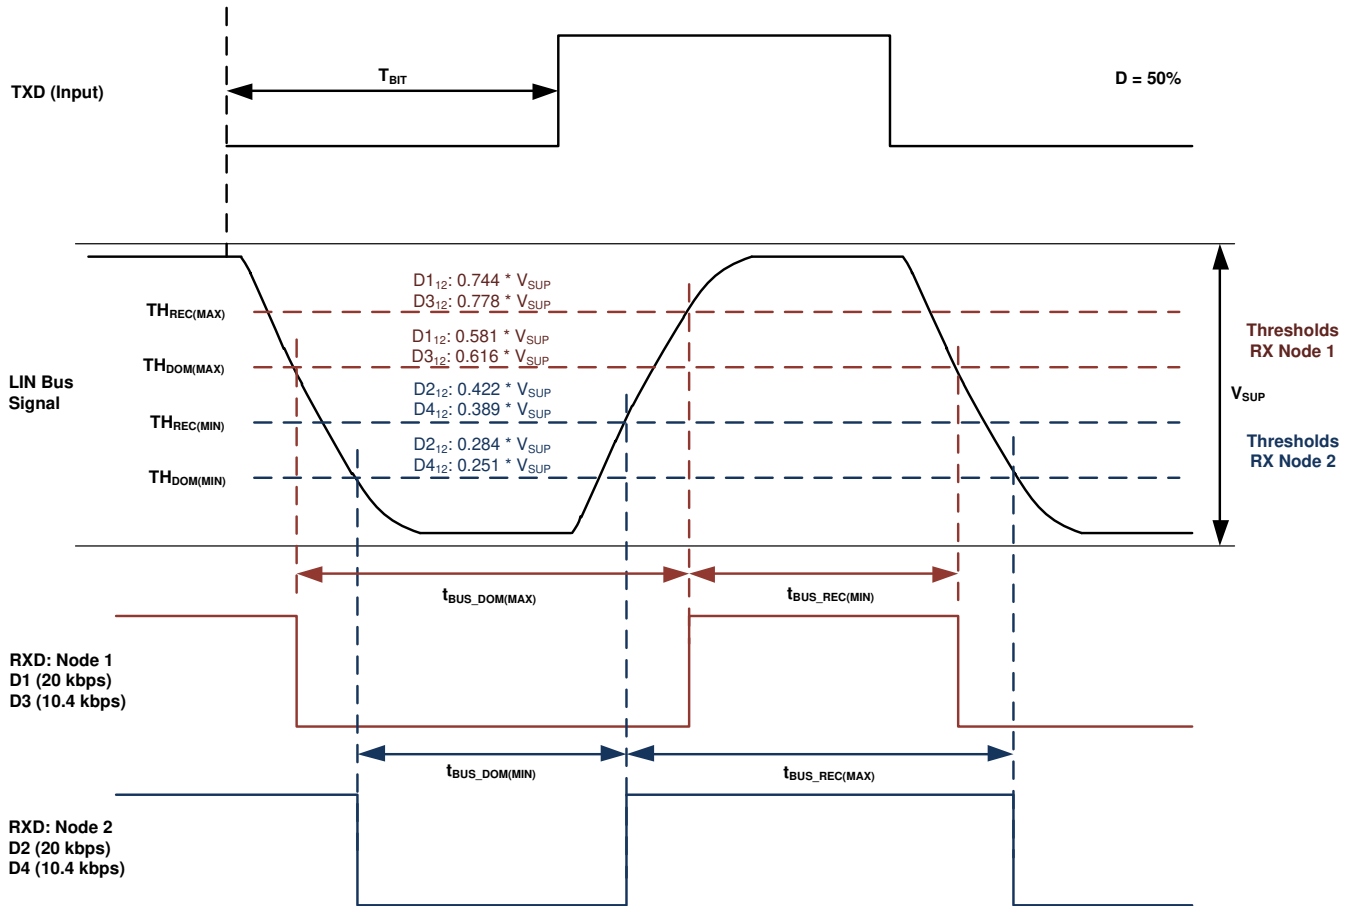 TXD (Input)
T_BIT
D = 50%
D1₁₂: 0.744 * V_SUP
D3₁₂: 0.778 * V_SUP
TH_REC(MAX)
D1₁₂: 0.581 * V_SUP
D3₁₂: 0.616 * V_SUP
TH_DOM(MAX)
Thresholds
RX Node 1
LIN Bus
Signal
D2₁₂: 0.422 * V_SUP
D4₁₂: 0.389 * V_SUP
V_SUP
TH_REC(MIN)
D2₁₂: 0.284 * V_SUP
D4₁₂: 0.251 * V_SUP
Thresholds
RX Node 2
TH_DOM(MIN)
t_BUS_DOM(MAX)
t_BUS_REC(MIN)
RXD: Node 1
D1 (20 kbps)
D3 (10.4 kbps)
t_BUS_DOM(MIN)
t_BUS_REC(MAX)
RXD: Node 2
D2 (20 kbps)
D4 (10.4 kbps)